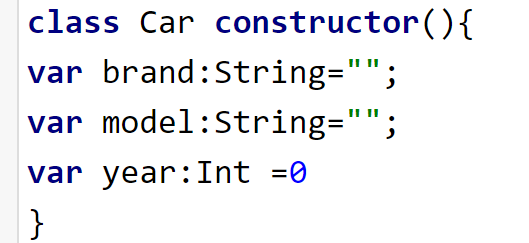 class Car constructor(){
var brand:String="";
var model:String="";
var year:Int =0
}